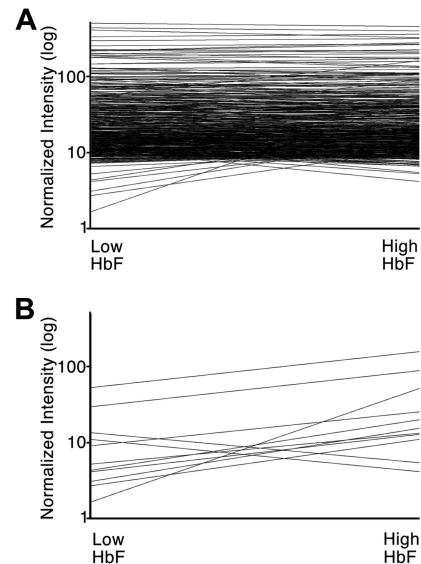 A
Normalized Intensity (log)
100
10
1
Low
HbF
High
HbF
B
Normalized Intensity (log)
100
10
1
Low
HbF
High
HbF